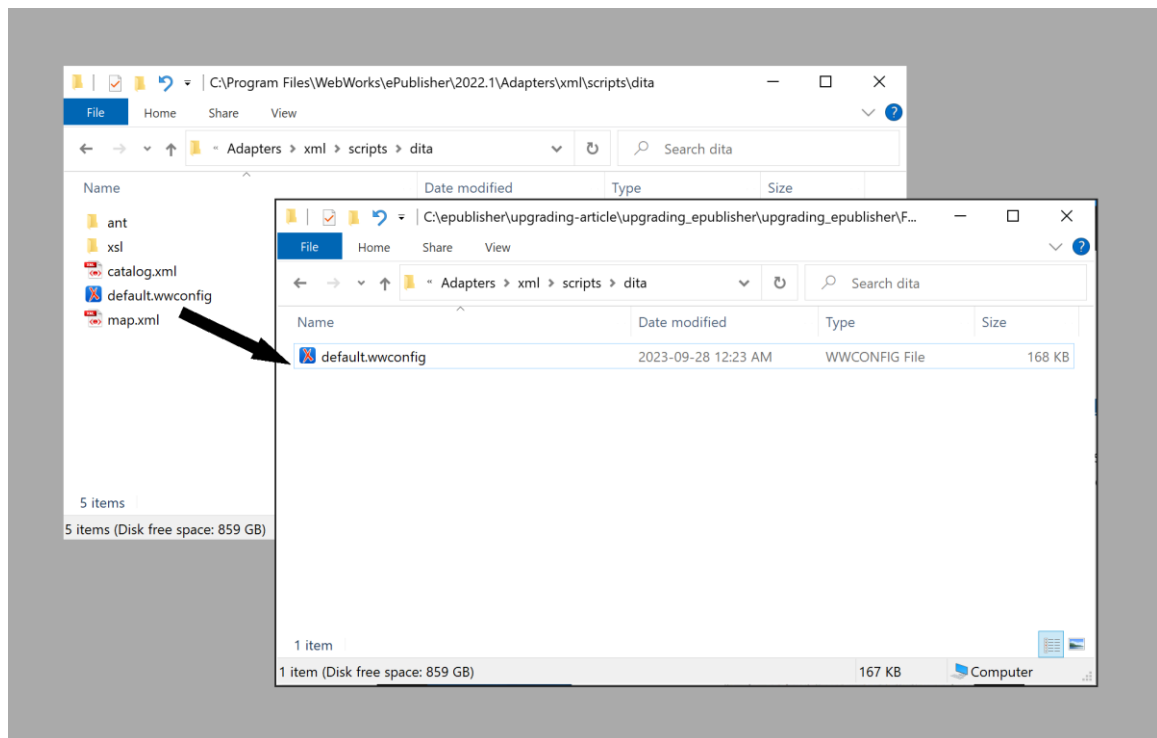 C:\Program Files\WebWorks\ePublisher\2022.1\Adapters\xml\scripts\dita
File Home Share View
« Adapters > xml > scripts > dita Search dita
Name Date modified Type Size
ant
xsl
catalog.xml
default.wwconfig
map.xml
5 items
5 items (Disk free space: 859 GB)
C:\epublisher\upgrading-article\upgrading_epublisher\upgrading_epublisher\F...
File Home Share View
« Adapters > xml > scripts > dita Search dita
Name Date modified Type Size
default.wwconfig 2023-09-28 12:23 AM WWCONFIG File 168 KB
1 item
1 item (Disk free space: 859 GB) 167 KB Computer